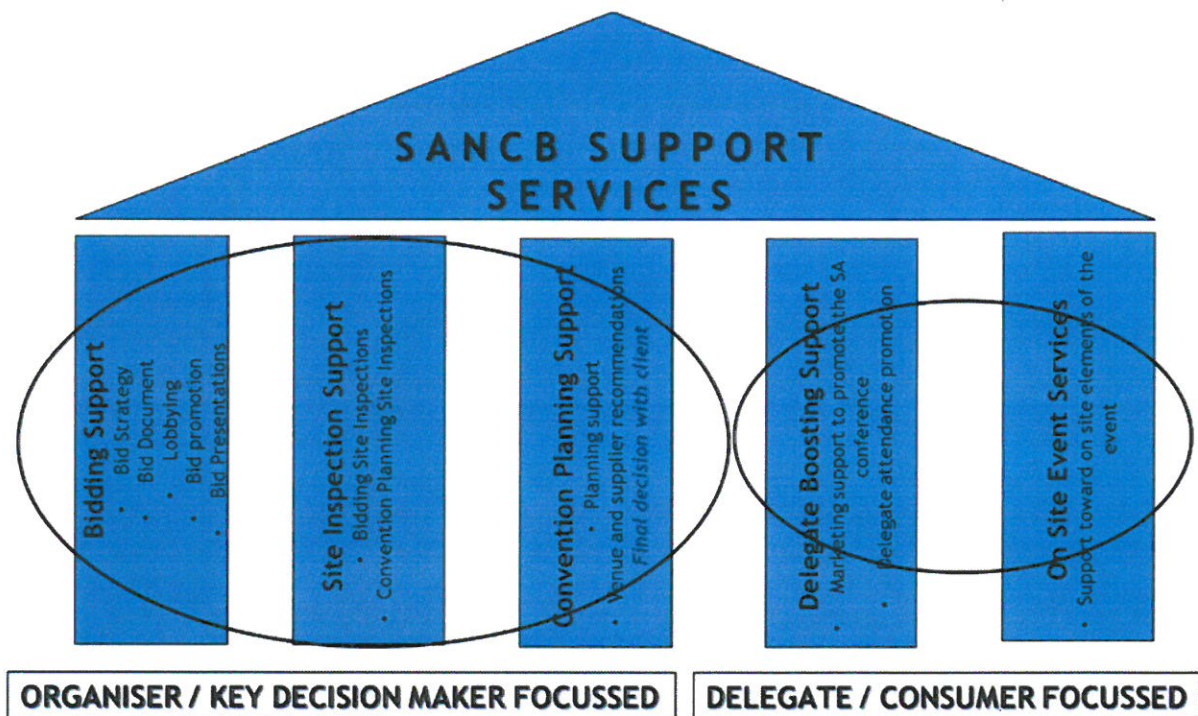 SANCB SUPPORT
SERVICES
Bidding Support
• Bid Strategy
• Bid Document
• Lobbying
• Bid promotion
• Bid Presentations
Site Inspection Support
• Bidding Site Inspections
• Convention Planning Site Inspections
Convention Planning Support
• Planning support
• Venue and supplier recommendations
Final decision with client
Delegate Boosting Support
• Marketing support to promote the SA
conference
• Delegate attendance promotion
On Site Event Services
• Support toward on site elements of the
event
ORGANISER / KEY DECISION MAKER FOCUSSED
DELEGATE / CONSUMER FOCUSSED